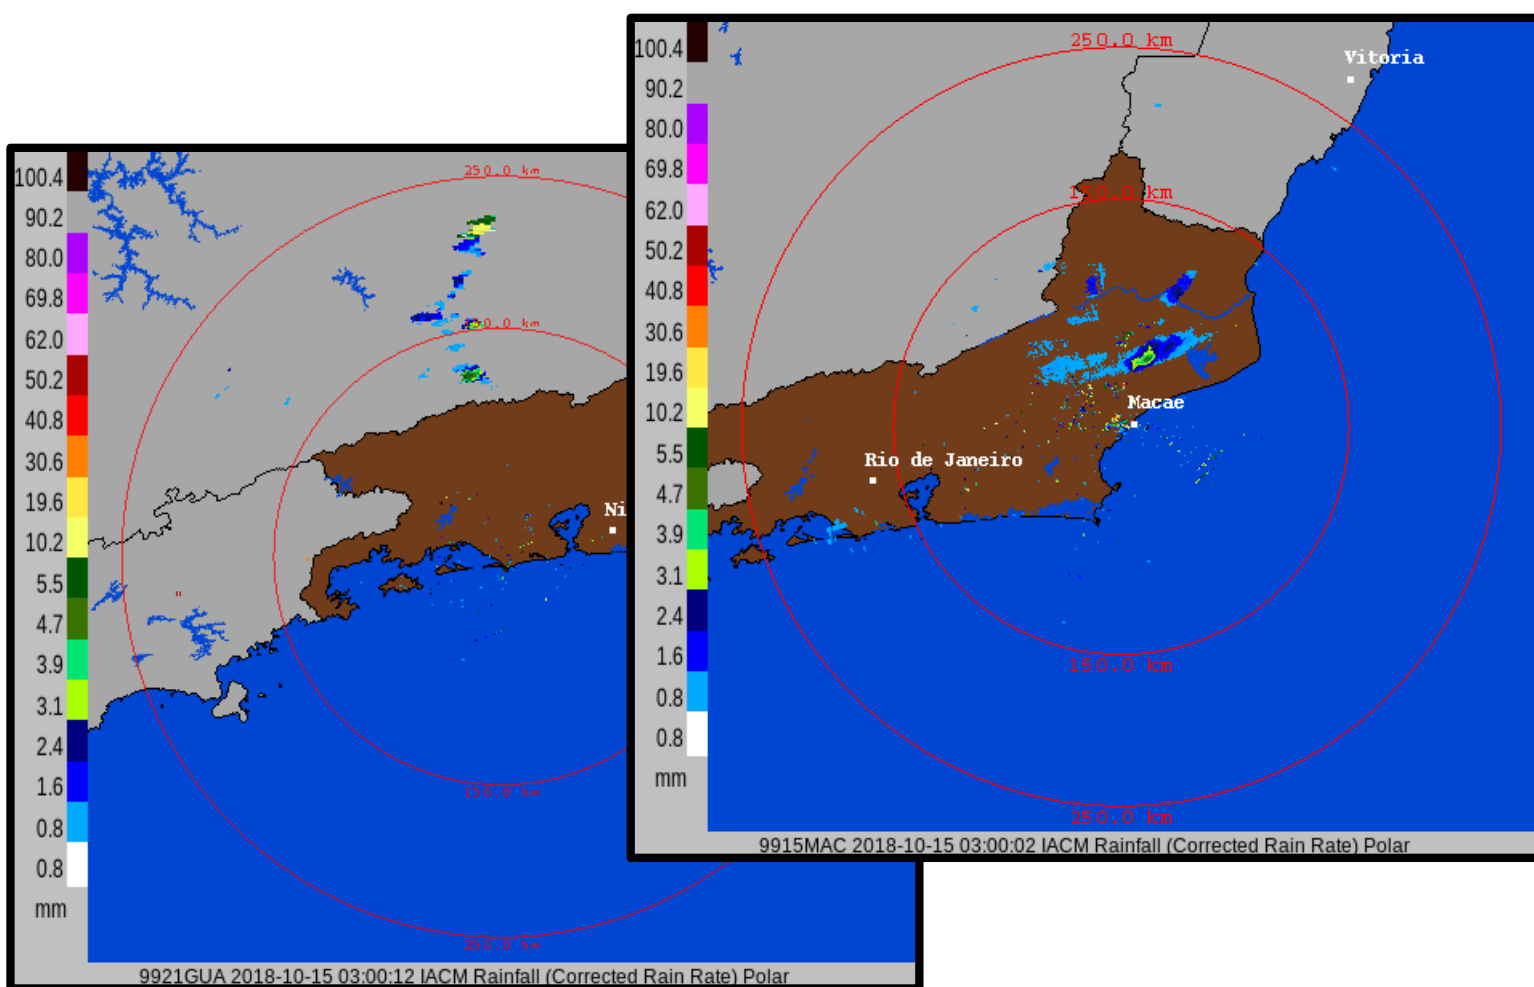 100.4
90.2
80.0
69.8
62.0
50.2
40.8
30.6
19.6
10.2
5.5
4.7
3.9
3.1
2.4
1.6
0.8
0.8
mm
250.0 km
Ni
150.0 km
250.0 km
9921GUA 2018-10-15 03:00:12 IACM Rainfall (Corrected Rain Rate) Polar
100.4
90.2
80.0
69.8
62.0
50.2
40.8
30.6
19.6
10.2
5.5
4.7
3.9
3.1
2.4
1.6
0.8
0.8
mm
250.0 km
Vitoria
150.0 km
Macae
Rio de Janeiro
150.0 km
250.0 km
9915MAC 2018-10-15 03:00:02 IACM Rainfall (Corrected Rain Rate) Polar